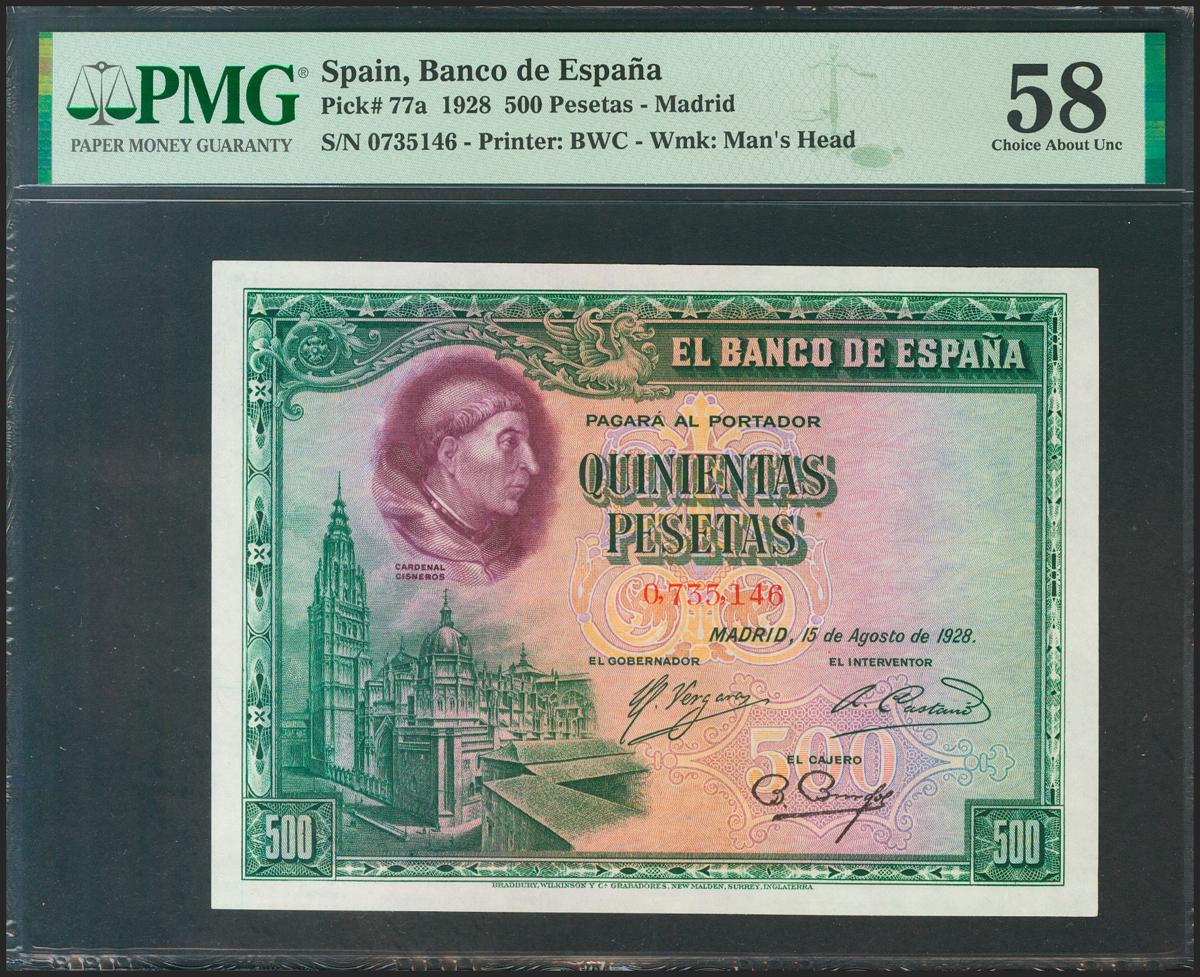 PMG®
PAPER MONEY GUARANTY
Spain, Banco de España
Pick# 77a 1928 500 Pesetas - Madrid
S/N 0735146 - Printer: BWC - Wmk: Man's Head
58
Choice About Unc
EL BANCO DE ESPAÑA
PAGARÁ AL PORTADOR
QUINIENTAS
PESETAS
CARDENAL
CISNEROS
0,735,146
MADRID, 15 de Agosto de 1928.
EL GOBERNADOR
EL INTERVENTOR
500
EL CAJERO
500
500
BRADBURY, WILKINSON Y Cª GRABADORES, NEW MALDEN, SURREY, INGLATERRA